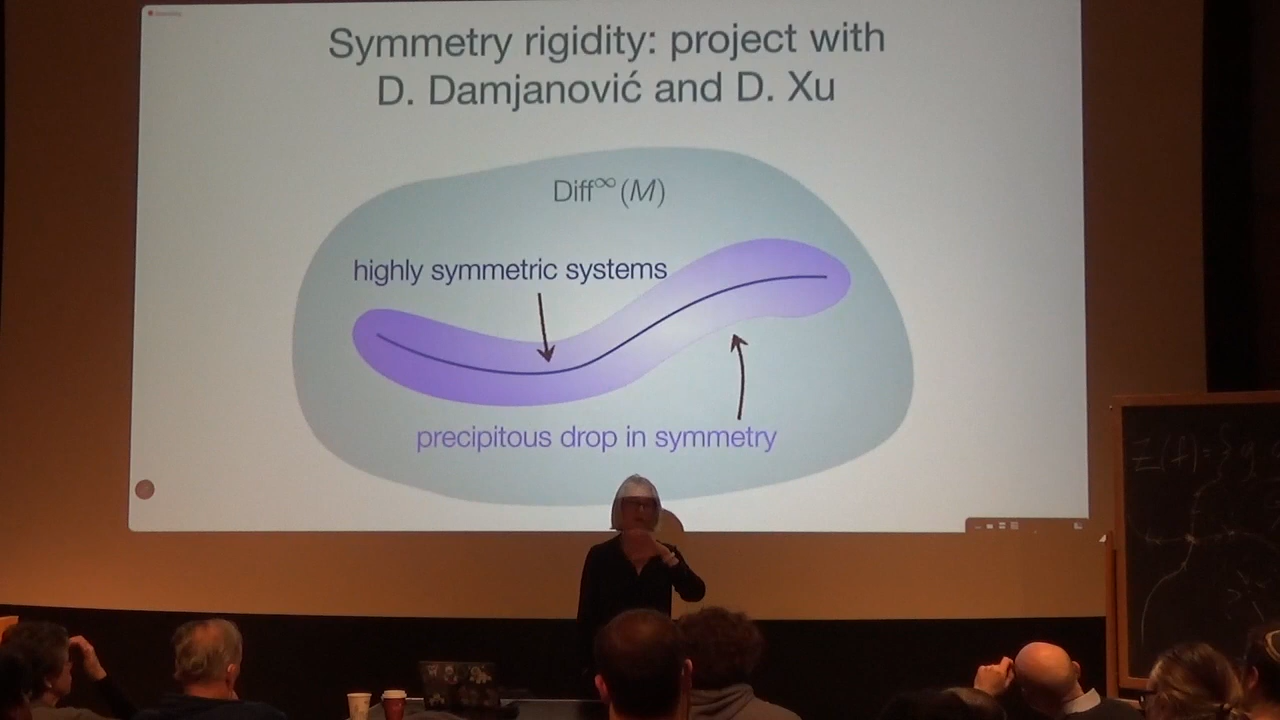 Symmetry rigidity: project with
D. Damjanović and D. Xu
Diff∞(M)
highly symmetric systems
precipitous drop in symmetry
Z(f)={g